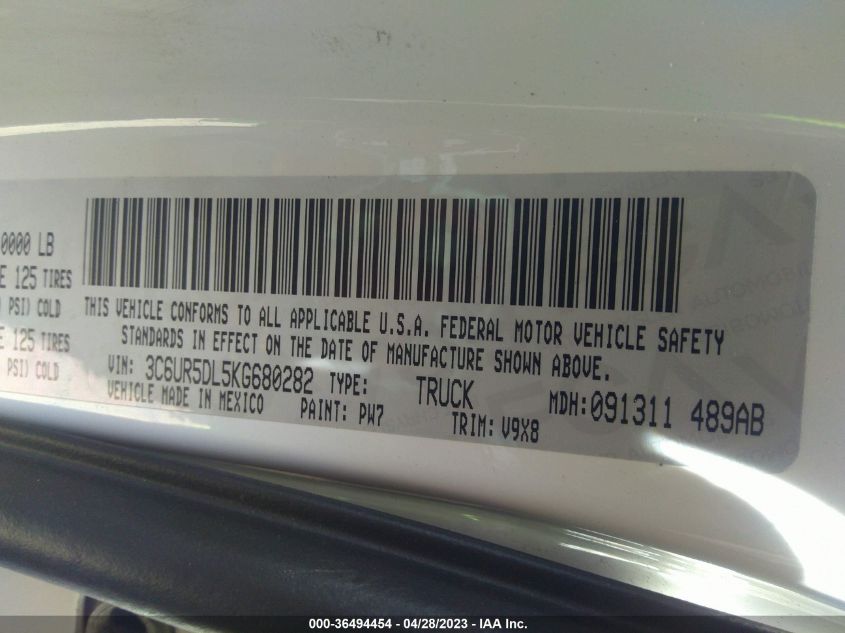 0000 LB
E 125 TIRES
PSI) COLD
E 125 TIRES
PSI) COLD
THIS VEHICLE CONFORMS TO ALL APPLICABLE U.S.A. FEDERAL MOTOR VEHICLE SAFETY
STANDARDS IN EFFECT ON THE DATE OF MANUFACTURE SHOWN ABOVE.
VIN: 3C6UR5DL5KG680282 TYPE: TRUCK MDH: 091311 489AB
VEHICLE MADE IN MEXICO PAINT: PW7 TRIM: V9X8
000-36494454 / 04/28/2023 - IAA Inc.